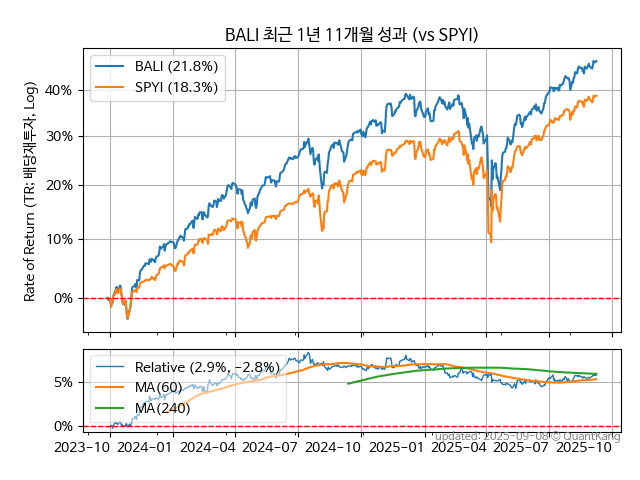 BALI 최근 1년 11개월 성과 (vs SPYI)
Rate of Return (TR: 배당재투자, Log)
BALI (21.8%)
SPYI (18.3%)
40%
30%
20%
10%
0%
Relative (2.9%, −2.8%)
MA(60)
MA(240)
5%
0%
2023-10 2024-01 2024-04 2024-07 2024-10 2025-01 2025-04 2025-07 2025-10
updated: 2025-09-08 © QuantKang